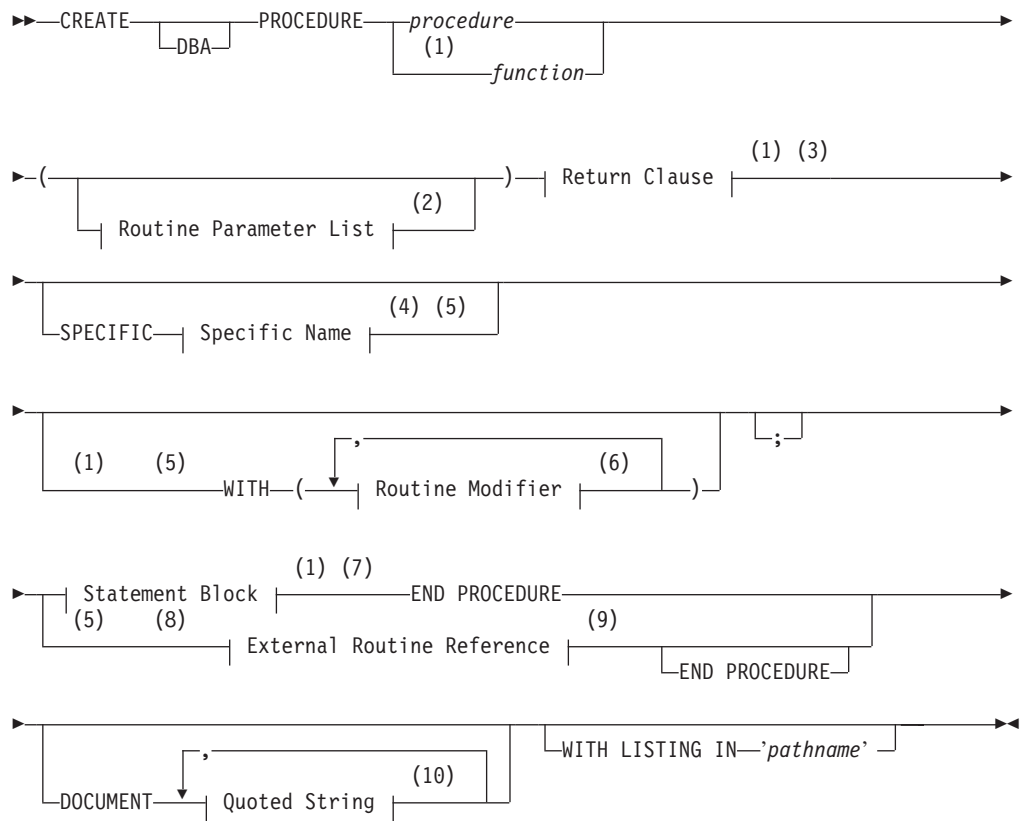 CREATE DBA PROCEDURE procedure
(1) function
( Routine Parameter List (2) ) Return Clause (1) (3)
SPECIFIC Specific Name (4) (5)
(1) (5) WITH ( , Routine Modifier (6) ) ;
Statement Block (1) (7) END PROCEDURE
(5) (8) External Routine Reference (9) END PROCEDURE
DOCUMENT , Quoted String (10) WITH LISTING IN 'pathname'